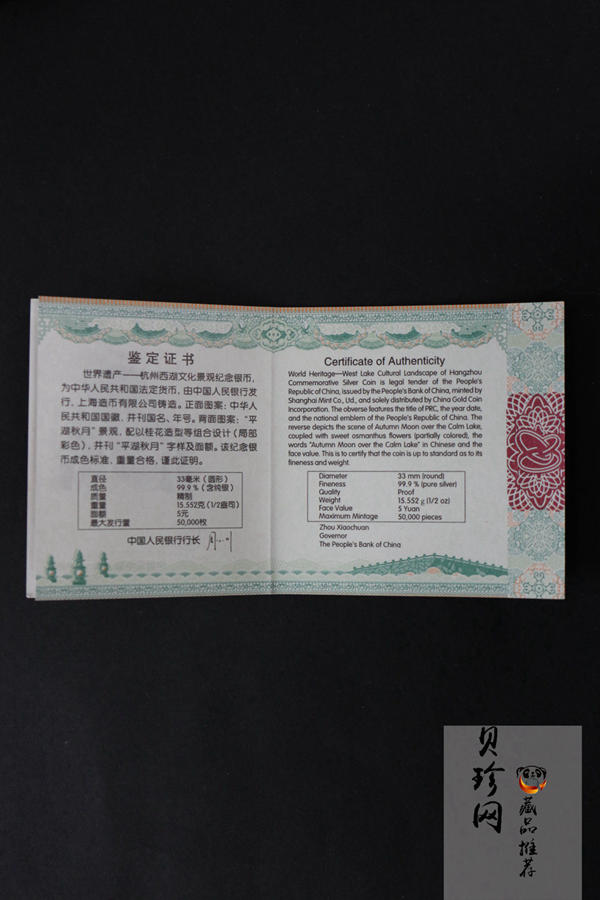 鉴定证书
世界遗产——杭州西湖文化景观纪念银币，
为中华人民共和国法定货币，由中国人民银行发
行，上海造币有限公司铸造。正面图案：中华人
民共和国国徽，并刊国名、年号。背面图案：“平
湖秋月”景观，配以桂花造型等组合设计（局部
彩色），并刊“平湖秋月”字样及面额。该纪念银
币成色标准，重量合格，谨此证明。
直径 33毫米（圆形）
成色 99.9％（含纯银）
质量 精制
重量 15.552克（1/2盎司）
面额 5元
最大发行量 50,000枚
中国人民银行行长
Certificate of Authenticity
World Heritage—West Lake Cultural Landscape of Hangzhou
Commemorative Silver Coin is legal tender of the People's
Republic of China, issued by the People's Bank of China, minted by
Shanghai Mint Co., Ltd., and solely distributed by China Gold Coin
Incorporation. The obverse features the title of PRC, the year date,
and the national emblem of the People's Republic of China. The
reverse depicts the scene of Autumn Moon over the Calm Lake,
coupled with sweet osmanthus flowers (partially colored), the
words "Autumn Moon over the Calm Lake" in Chinese and the
face value. This is to certify that the coin is up to standard as to its
fineness and weight.
Diameter 33 mm (round)
Fineness 99.9 % (pure silver)
Quality Proof
Weight 15.552 g (1/2 oz)
Face Value 5 Yuan
Maximum Mintage 50,000 pieces
Zhou Xiaochuan
Governor
The People's Bank of China
贝珍网
藏品推荐